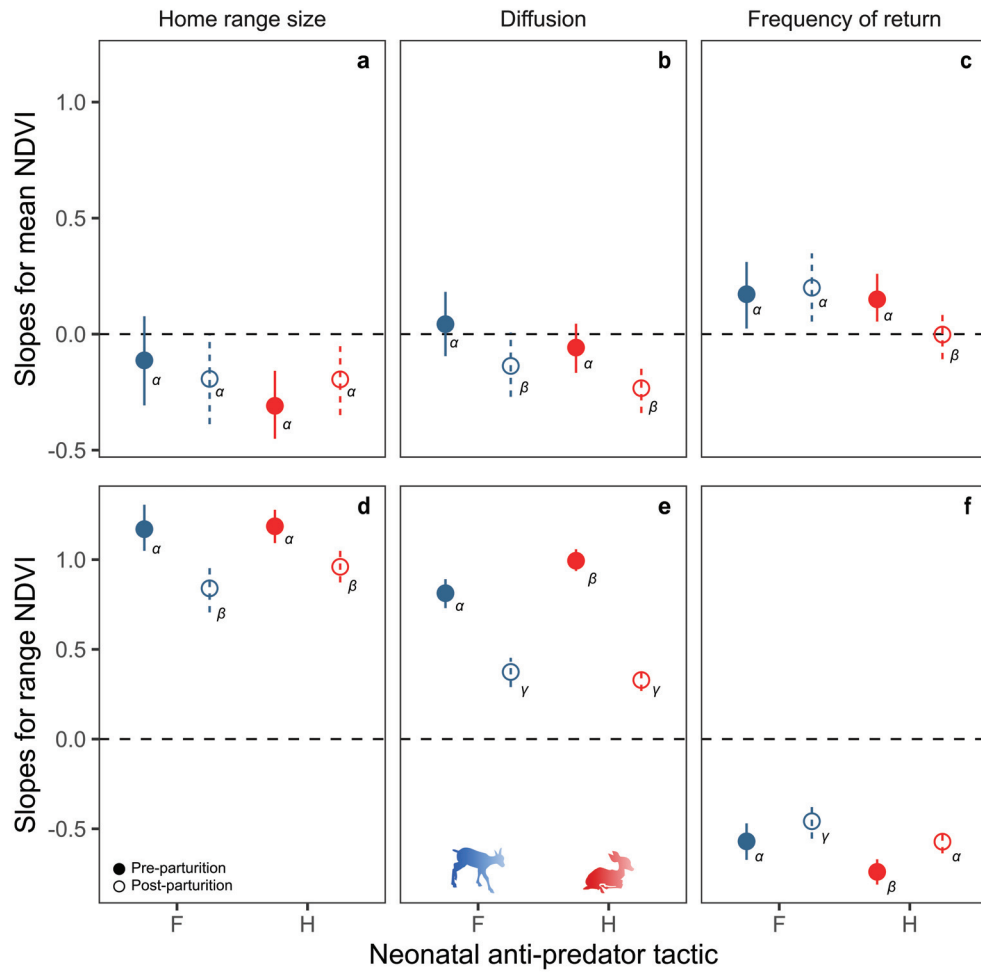 Home range size Diffusion Frequency of return
a b c
Slopes for mean NDVI
1.0
0.5
0.0
-0.5
α α α α
α β α β
α α α β
d e f
Slopes for range NDVI
1.0
0.5
0.0
-0.5
α β α β
α γ β γ
α γ β α
Pre-parturition
Post-parturition
F H F H F H
Neonatal anti-predator tactic